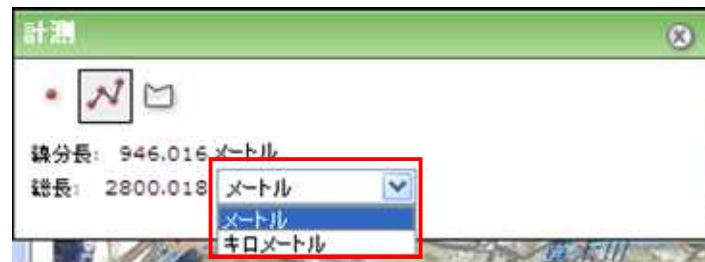 計測
線分長: 946.016 メートル
総長: 2800.018 メートル
メートル
キロメートル